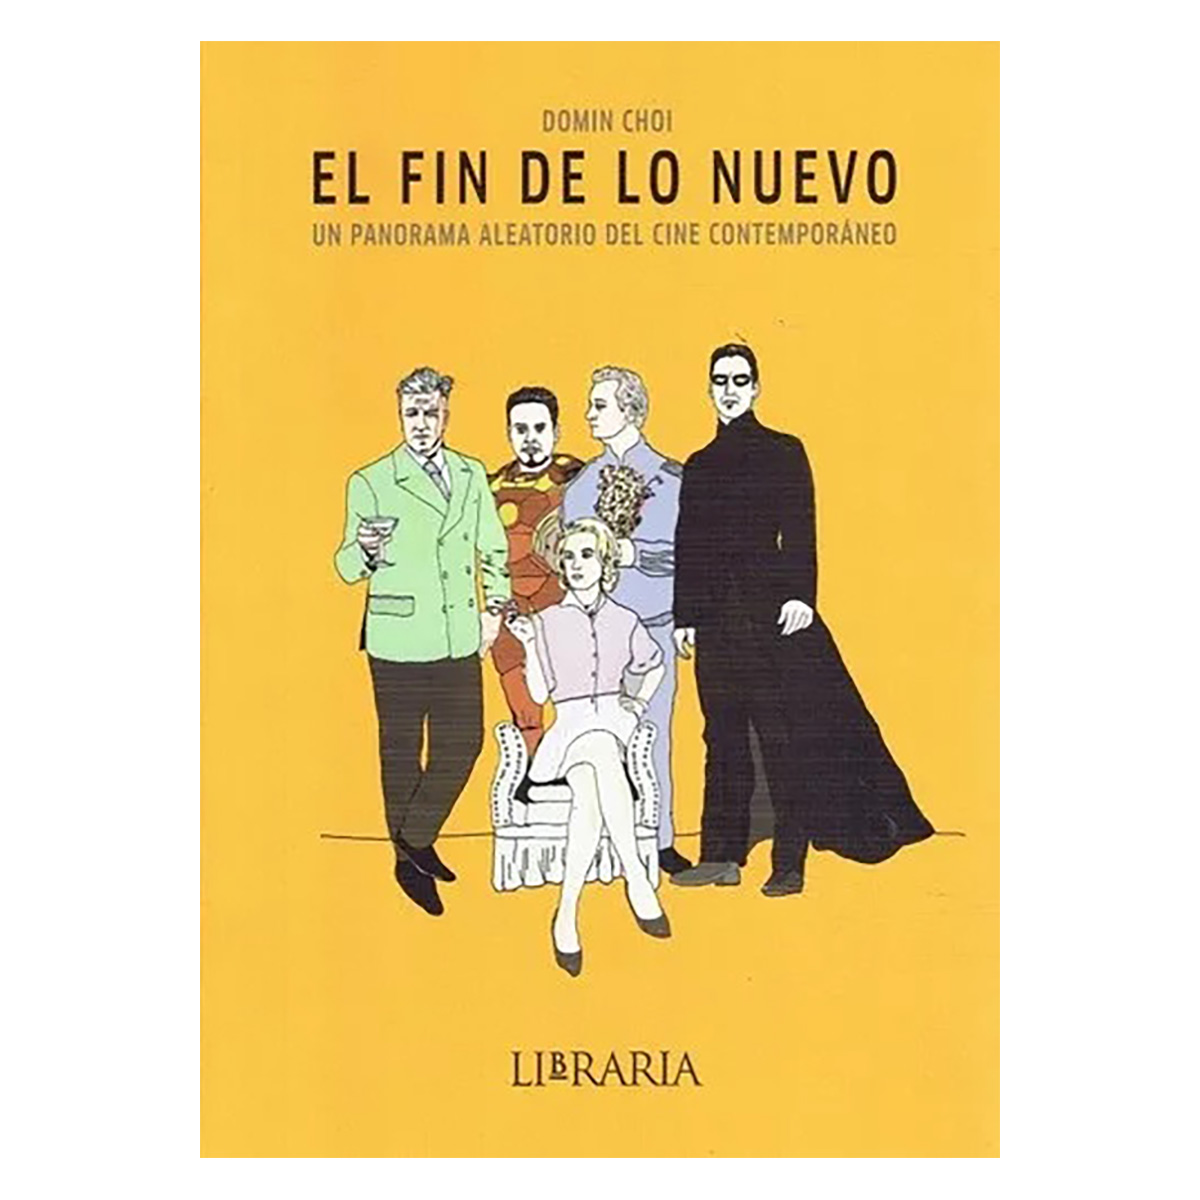 DOMIN CHOI
EL FIN DE LO NUEVO
UN PANORAMA ALEATORIO DEL CINE CONTEMPORÁNEO
LIBRARIA